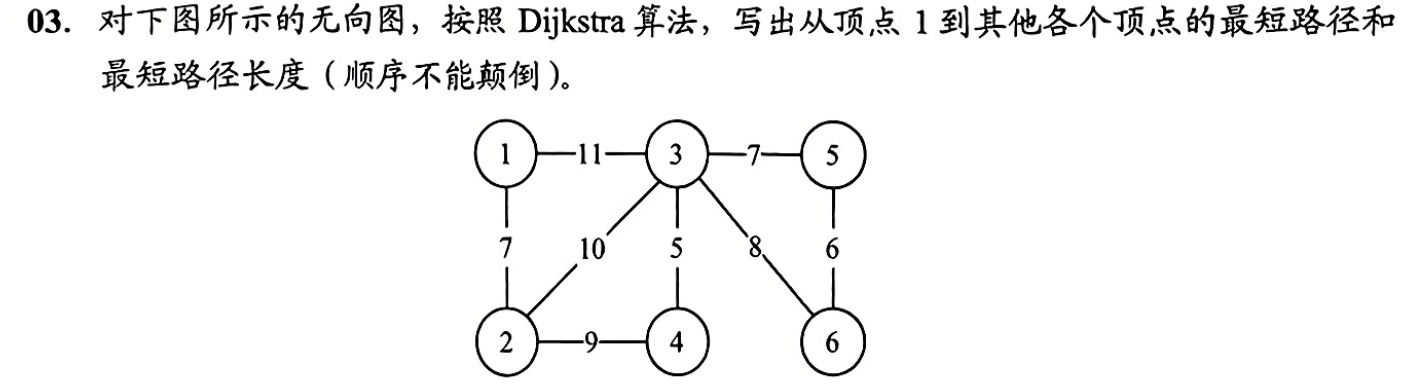 03. 对下图所示的无向图，按照 Dijkstra 算法，写出从顶点 1 到其他各个顶点的最短路径和
最短路径长度（顺序不能颠倒）。
1 11 3 7 5
7 10 5 8 6
2 9 4 6